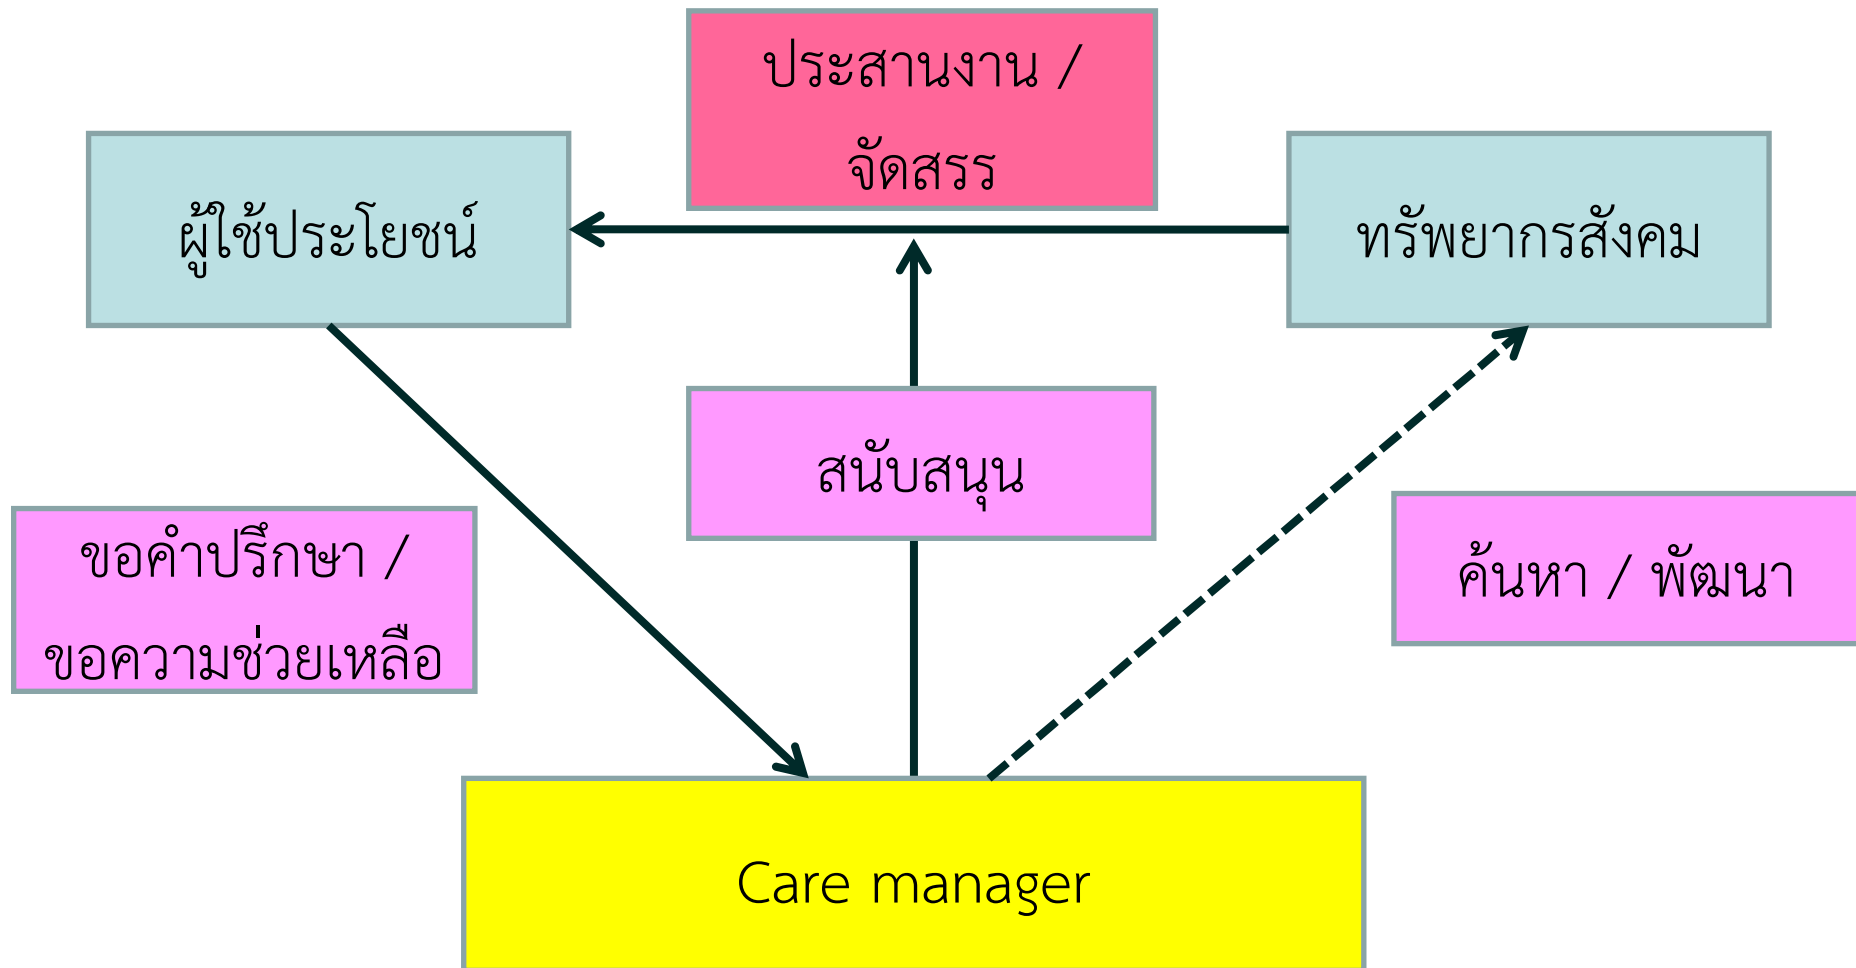 ประสานงาน /
จัดสรร
ผู้ใช้ประโยชน์
ทรัพยากรสังคม
สนับสนุน
ขอคำปรึกษา /
ขอความช่วยเหลือ
ค้นหา / พัฒนา
Care manager